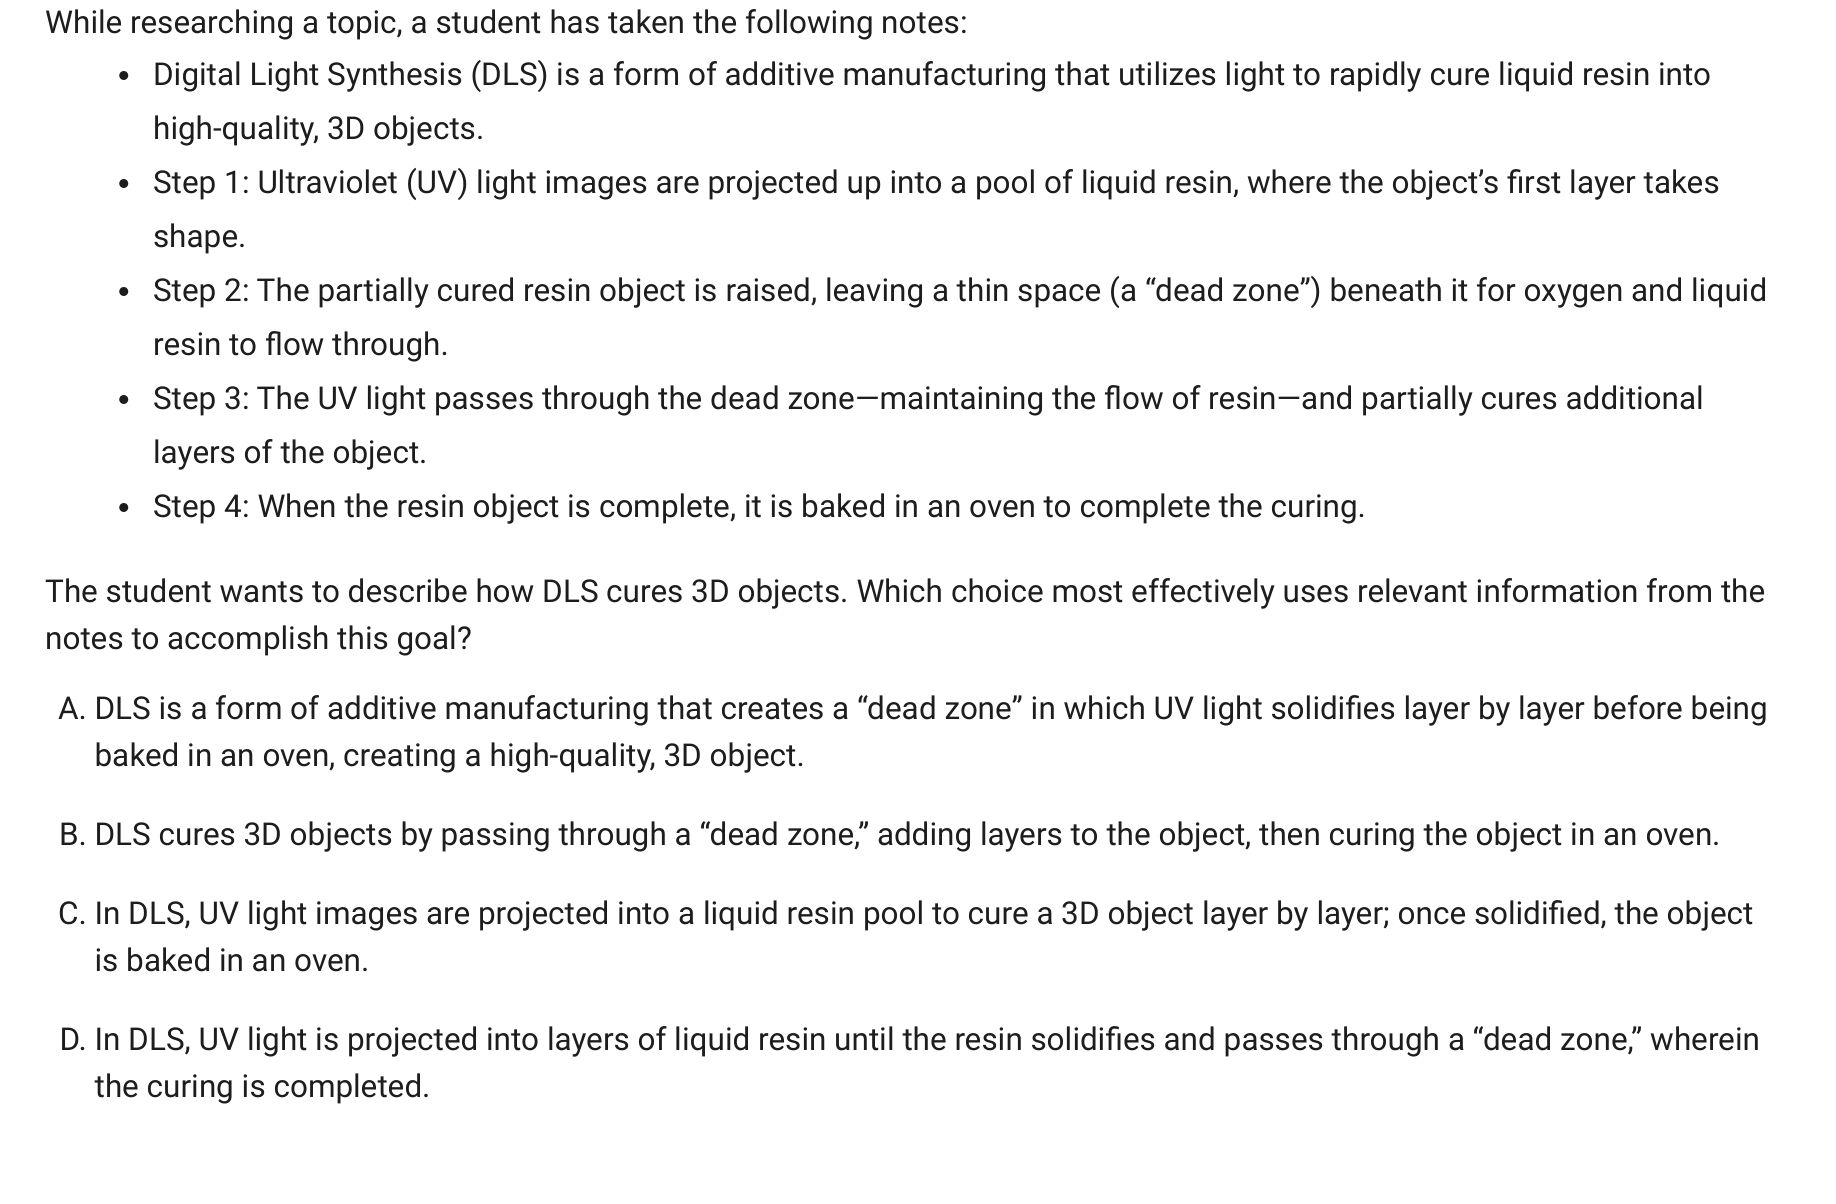 While researching a topic, a student has taken the following notes:
• Digital Light Synthesis (DLS) is a form of additive manufacturing that utilizes light to rapidly cure liquid resin into
high-quality, 3D objects.
• Step 1: Ultraviolet (UV) light images are projected up into a pool of liquid resin, where the object’s first layer takes
shape.
• Step 2: The partially cured resin object is raised, leaving a thin space (a “dead zone”) beneath it for oxygen and liquid
resin to flow through.
• Step 3: The UV light passes through the dead zone—maintaining the flow of resin—and partially cures additional
layers of the object.
• Step 4: When the resin object is complete, it is baked in an oven to complete the curing.
The student wants to describe how DLS cures 3D objects. Which choice most effectively uses relevant information from the
notes to accomplish this goal?
A. DLS is a form of additive manufacturing that creates a “dead zone” in which UV light solidifies layer by layer before being
baked in an oven, creating a high-quality, 3D object.
B. DLS cures 3D objects by passing through a “dead zone,” adding layers to the object, then curing the object in an oven.
C. In DLS, UV light images are projected into a liquid resin pool to cure a 3D object layer by layer; once solidified, the object
is baked in an oven.
D. In DLS, UV light is projected into layers of liquid resin until the resin solidifies and passes through a “dead zone,” wherein
the curing is completed.